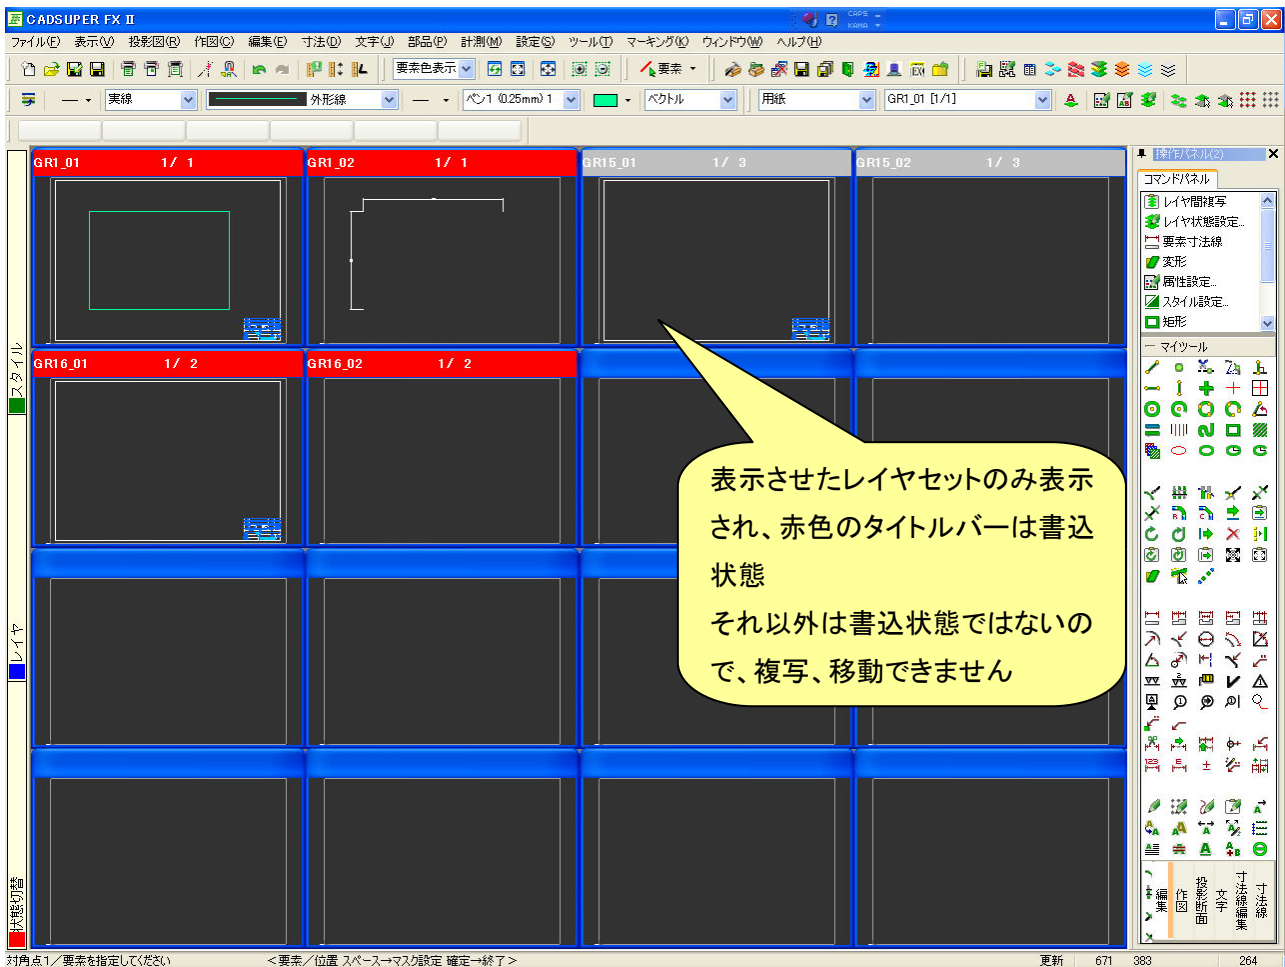 CADSUPER FX II
CAPS
KANA
ファイル(F) 表示(V) 投影図(R) 作図(C) 編集(E) 寸法(D) 文字(J) 部品(P) 計測(M) 設定(S) ツール(T) マーキング(K) ウィンドウ(W) ヘルプ(H)
要素色表示
要素
実線
外形線
ペン1 (0.25mm) 1
ベクトル
用紙
GR1_01 [1/1]
GR1_01 1/ 1
GR1_02 1/ 1
GR15_01 1/ 3
GR15_02 1/ 3
GR16_01 1/ 2
GR16_02 1/ 2
スタイル
レイヤ
状態切替
表示させたレイヤセットのみ表示
され、赤色のタイトルバーは書込
状態
それ以外は書込状態ではないの
で、複写、移動できません
操作パネル(2)
コマンドパネル
レイヤ間複写
レイヤ状態設定...
要素寸法線
変形
属性設定...
スタイル設定...
矩形
マイツール
編集
作図
投影断面
文字
寸法線編集
寸法線
対角点1/要素を指定してください
<要素/位置 スペース→マスク設定 確定→終了>
更新
671
383
264